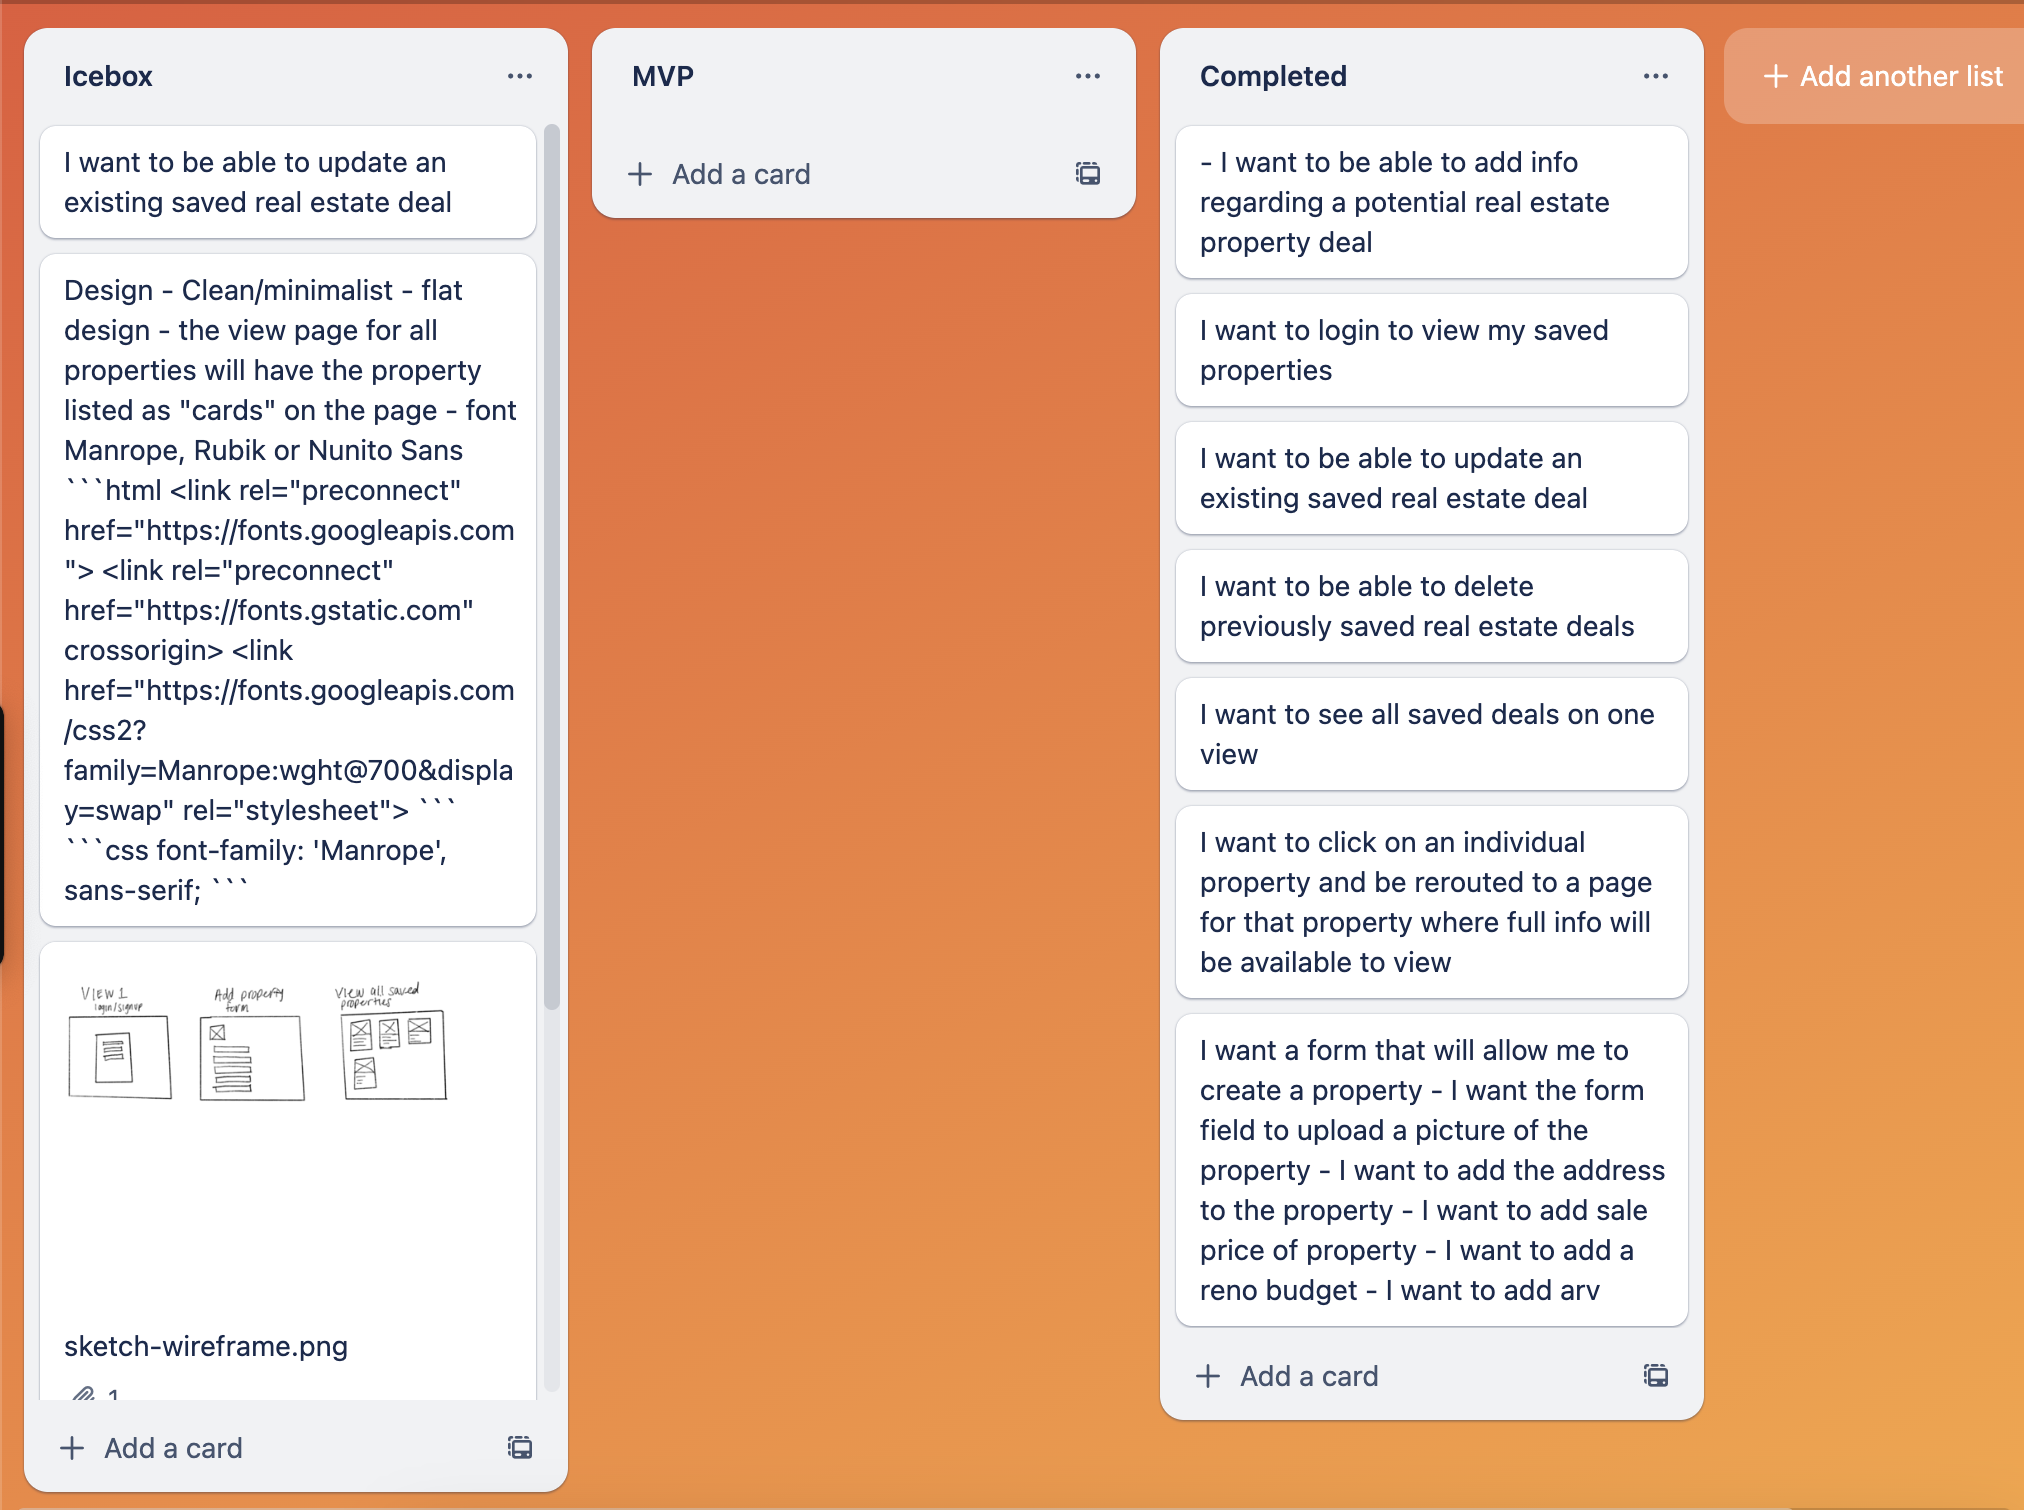 Icebox
I want to be able to update an
existing saved real estate deal
Design - Clean/minimalist - flat
design - the view page for all
properties will have the property
listed as "cards" on the page - font
Manrope, Rubik or Nunito Sans
```html <link rel="preconnect"
href="https://fonts.googleapis.com
"> <link rel="preconnect"
href="https://fonts.gstatic.com"
crossorigin> <link
href="https://fonts.googleapis.com
/css2?
family=Manrope:wght@700&displa
y=swap" rel="stylesheet"> ```
```css font-family: 'Manrope',
sans-serif; ```
VIEW 1
login/signup
Add property
form
View all saved
properties
sketch-wireframe.png
1
+ Add a card
MVP
+ Add a card
Completed
- I want to be able to add info
regarding a potential real estate
property deal
I want to login to view my saved
properties
I want to be able to update an
existing saved real estate deal
I want to be able to delete
previously saved real estate deals
I want to see all saved deals on one
view
I want to click on an individual
property and be rerouted to a page
for that property where full info will
be available to view
I want a form that will allow me to
create a property - I want the form
field to upload a picture of the
property - I want to add the address
to the property - I want to add sale
price of property - I want to add a
reno budget - I want to add arv
+ Add a card
+ Add another list